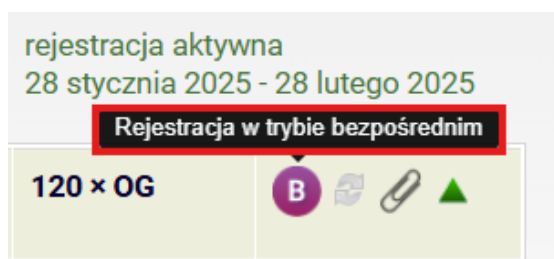 rejestracja aktywna
28 stycznia 2025 - 28 lutego 2025
Rejestracja w trybie bezpośrednim
120 × OG
B